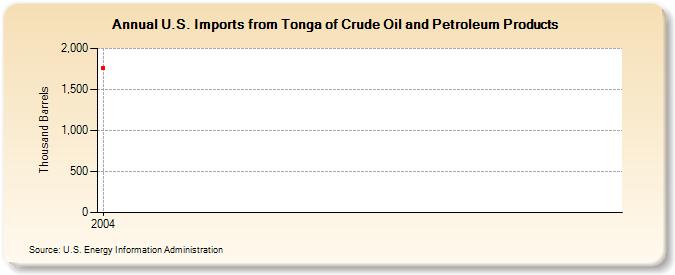 Annual U.S. Imports from Tonga of Crude Oil and Petroleum Products
Thousand Barrels
2,000
1,500
1,000
500
0
2004
Source: U.S. Energy Information Administration